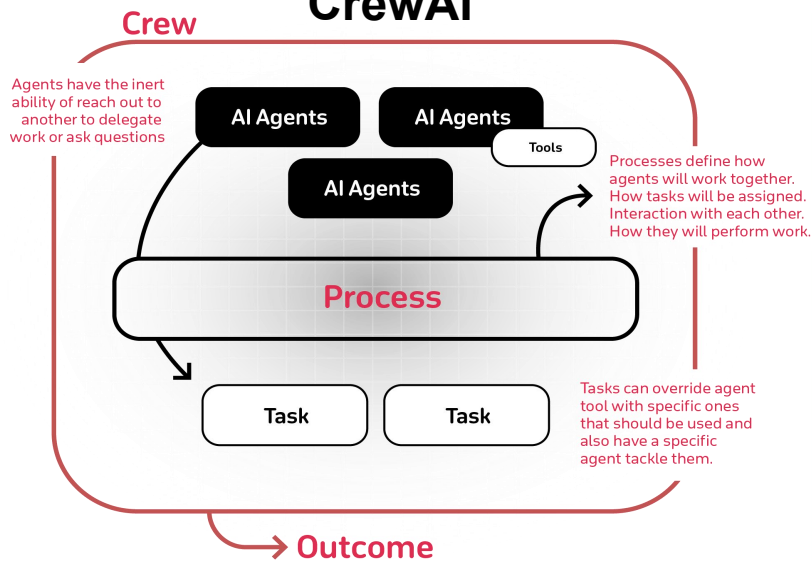 CrewAI
Crew
Agents have the inert
ability of reach out to
another to delegate
work or ask questions
AI Agents
AI Agents
Tools
AI Agents
Processes define how
agents will work together.
How tasks will be assigned.
Interaction with each other.
How they will perform work.
Process
Task
Task
Tasks can override agent
tool with specific ones
that should be used and
also have a specific
agent tackle them.
Outcome